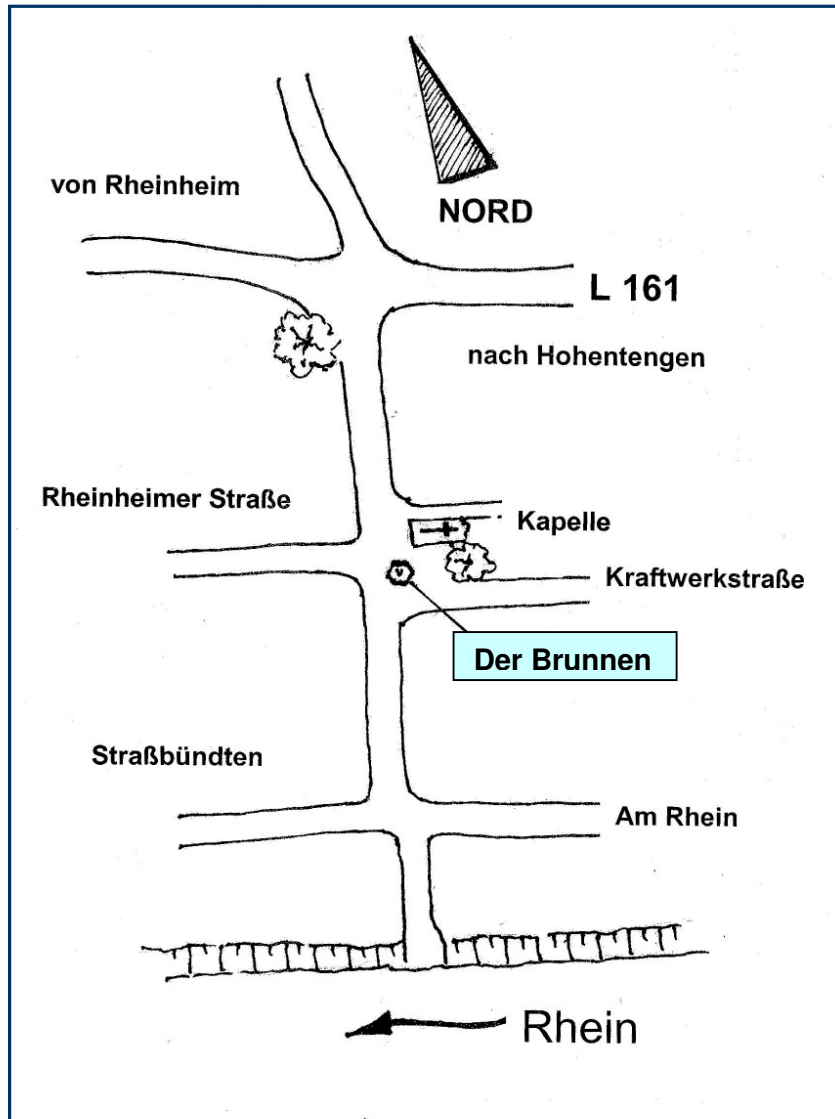 von Rheinheim
NORD
L 161
nach Hohentengen
Rheinheimer Straße
Kapelle
Kraftwerkstraße
Der Brunnen
Straßbündten
Am Rhein
Rhein